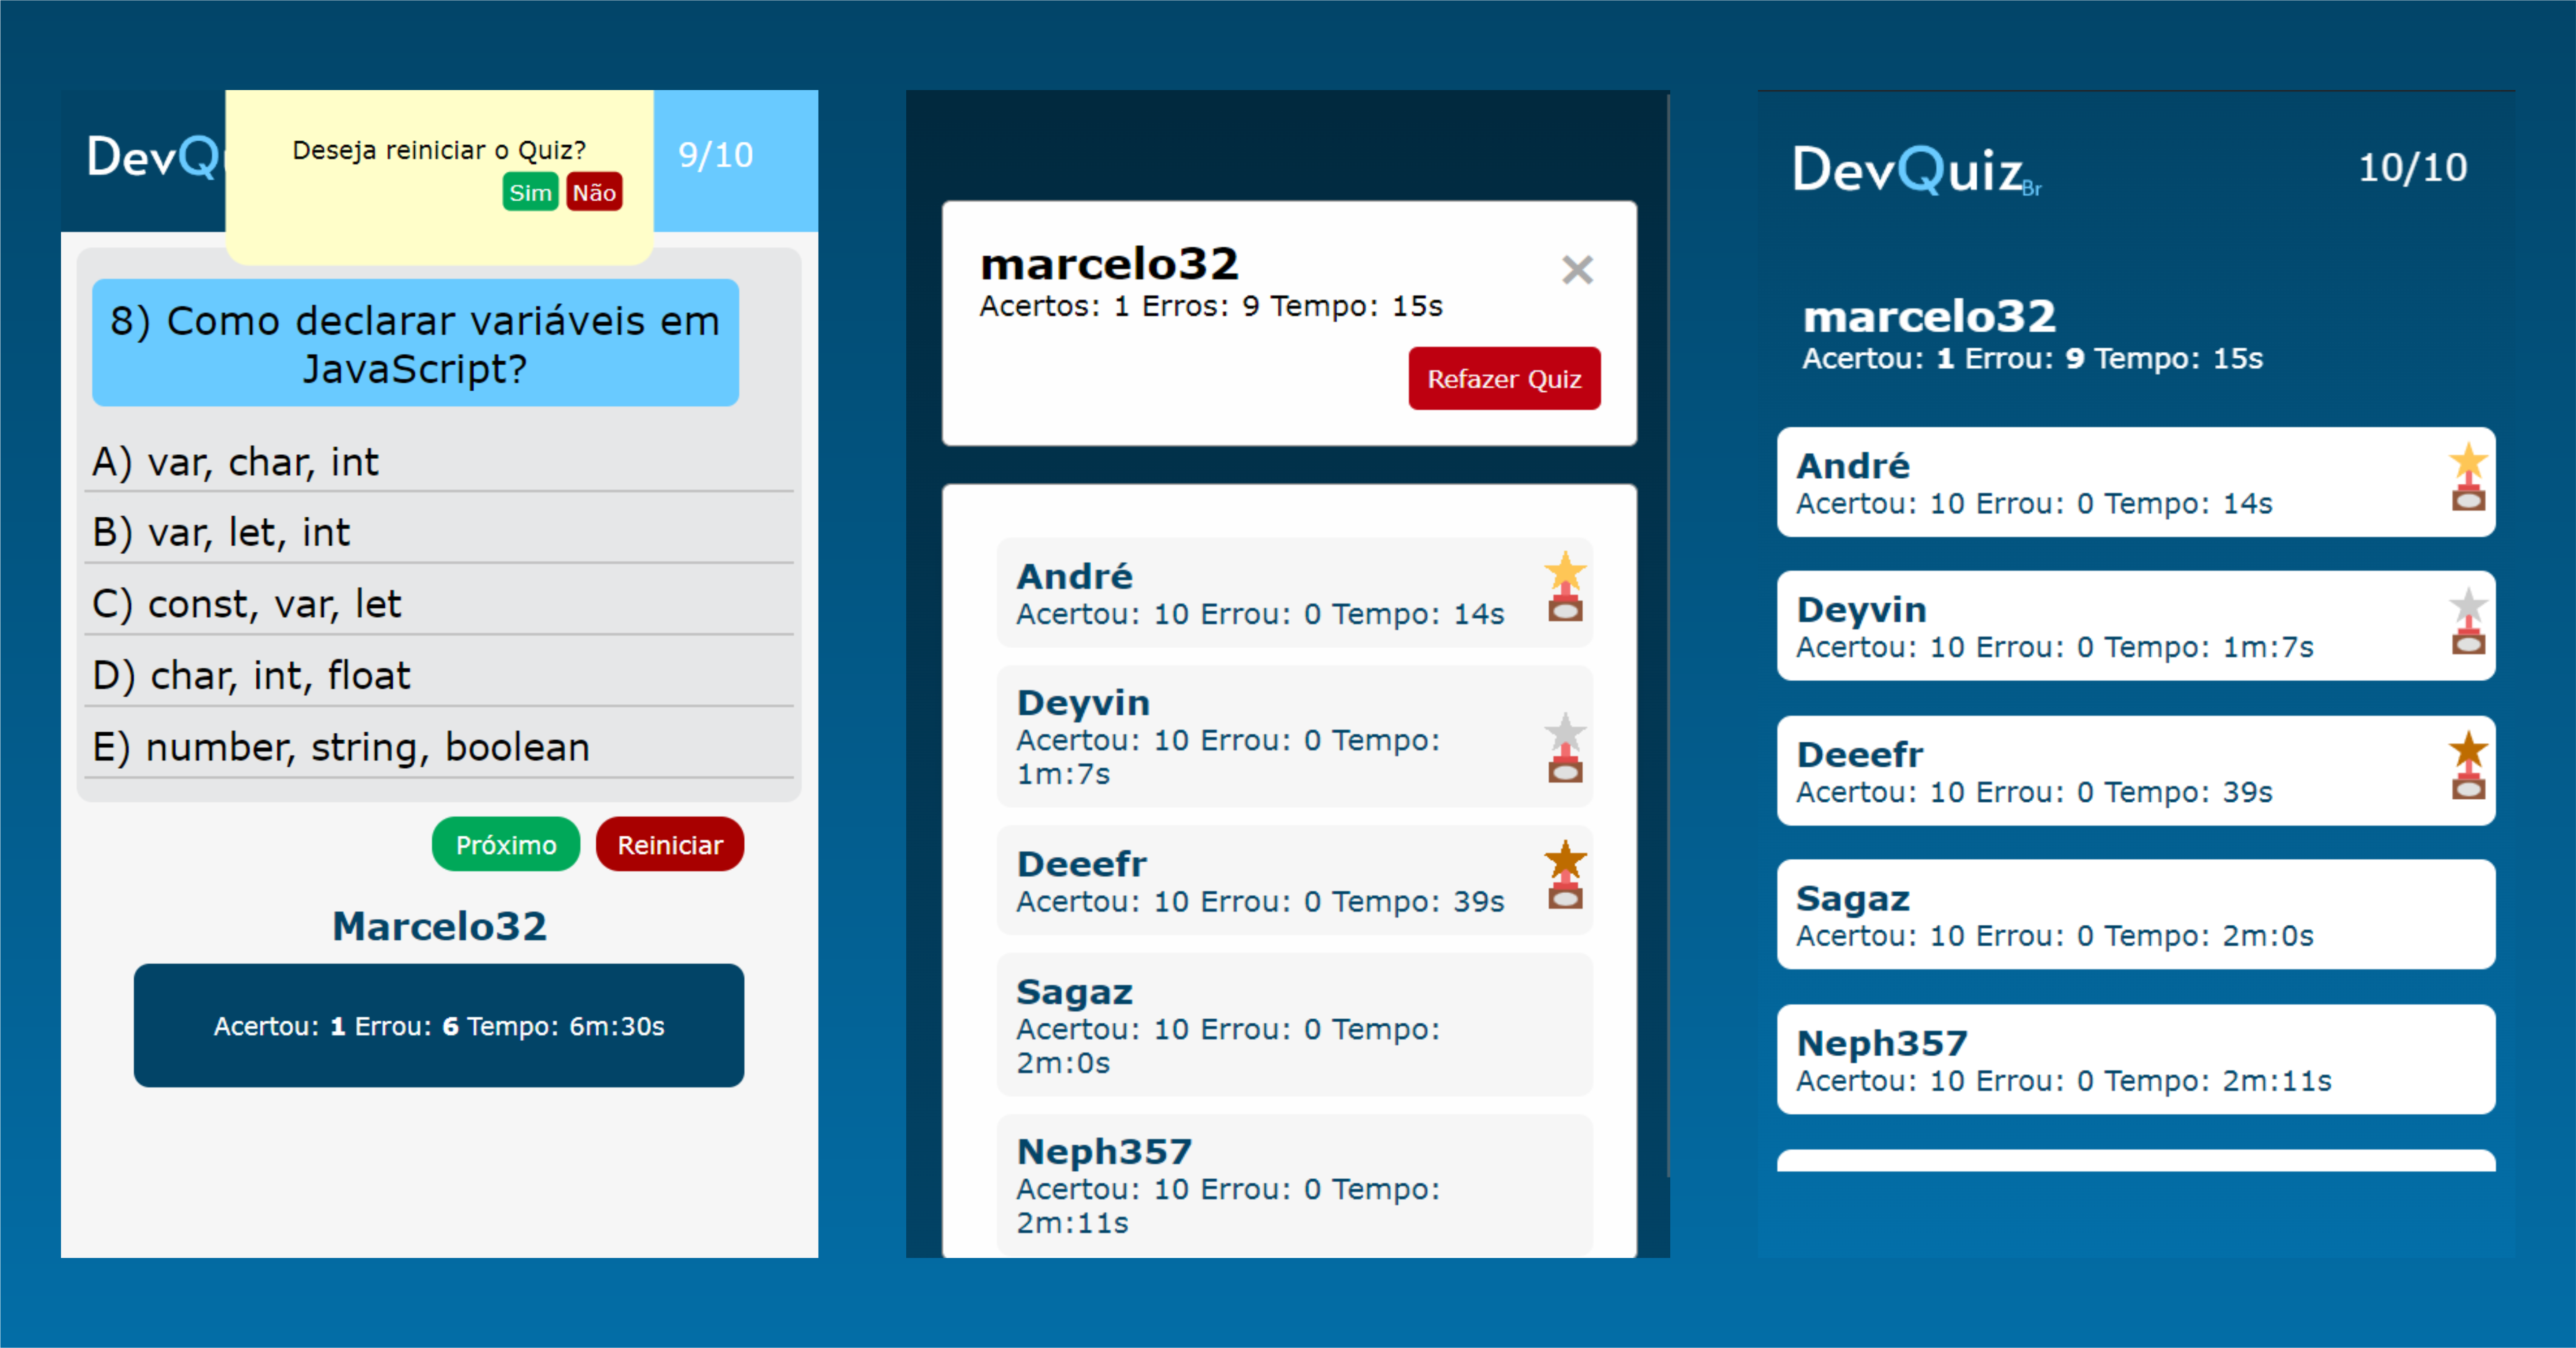 DevQ
Deseja reiniciar o Quiz?
Sim Não
9/10
8) Como declarar variáveis em
JavaScript?
A) var, char, int
B) var, let, int
C) const, var, let
D) char, int, float
E) number, string, boolean
Próximo Reiniciar
Marcelo32
Acertou: 1 Errou: 6 Tempo: 6m:30s
marcelo32
Acertos: 1 Erros: 9 Tempo: 15s
Refazer Quiz
André
Acertou: 10 Errou: 0 Tempo: 14s
Deyvin
Acertou: 10 Errou: 0 Tempo:
1m:7s
Deeefr
Acertou: 10 Errou: 0 Tempo: 39s
Sagaz
Acertou: 10 Errou: 0 Tempo:
2m:0s
Neph357
Acertou: 10 Errou: 0 Tempo:
2m:11s
DevQuizBr
10/10
marcelo32
Acertou: 1 Errou: 9 Tempo: 15s
André
Acertou: 10 Errou: 0 Tempo: 14s
Deyvin
Acertou: 10 Errou: 0 Tempo: 1m:7s
Deeefr
Acertou: 10 Errou: 0 Tempo: 39s
Sagaz
Acertou: 10 Errou: 0 Tempo: 2m:0s
Neph357
Acertou: 10 Errou: 0 Tempo: 2m:11s